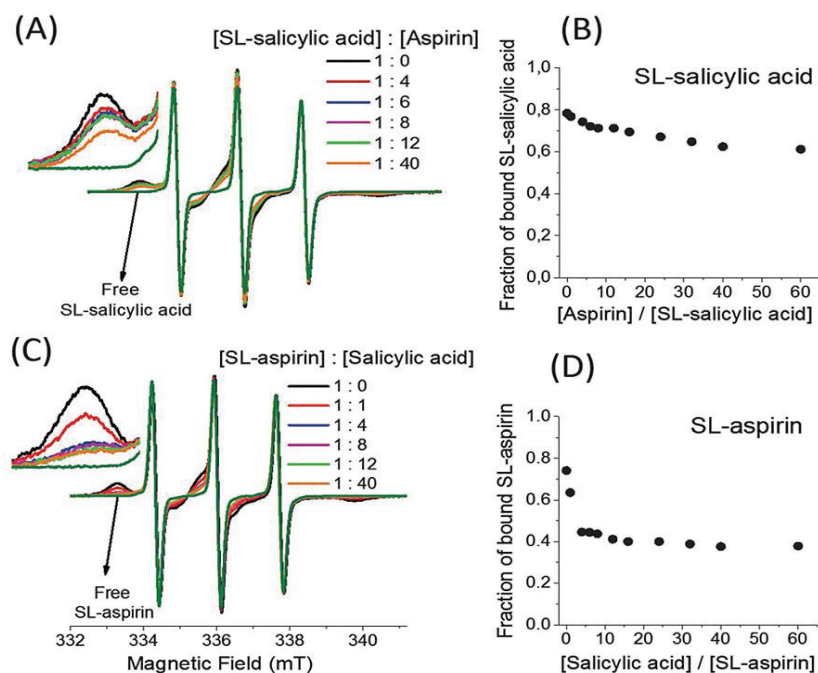 (A)
[SL-salicylic acid] : [Aspirin]
1 : 0
1 : 4
1 : 6
1 : 8
1 : 12
1 : 40
Free
SL-salicylic acid
(B)
SL-salicylic acid
Fraction of bound SL-salicylic acid
1,0
0,8
0,6
0,4
0,2
0,0
0 10 20 30 40 50 60
[Aspirin] / [SL-salicylic acid]
(C)
[SL-aspirin] : [Salicylic acid]
1 : 0
1 : 1
1 : 4
1 : 8
1 : 12
1 : 40
Free
SL-aspirin
332 334 336 338 340
Magnetic Field (mT)
(D)
SL-aspirin
Fraction of bound SL-aspirin
1.0
0.8
0.6
0.4
0.2
0.0
0 10 20 30 40 50 60
[Salicylic acid] / [SL-aspirin]